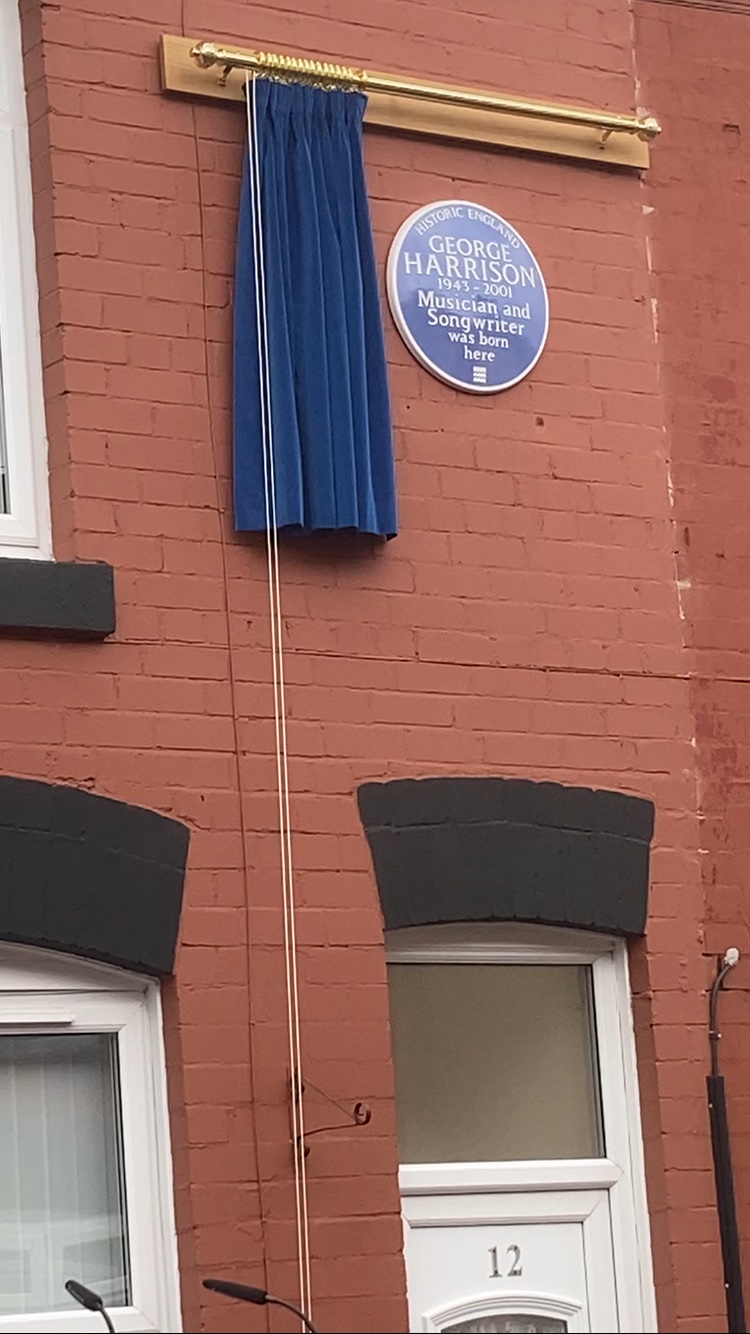 HISTORIC ENGLAND
GEORGE
HARRISON
1943 - 2001
Musician and
Songwriter
was born
here
12